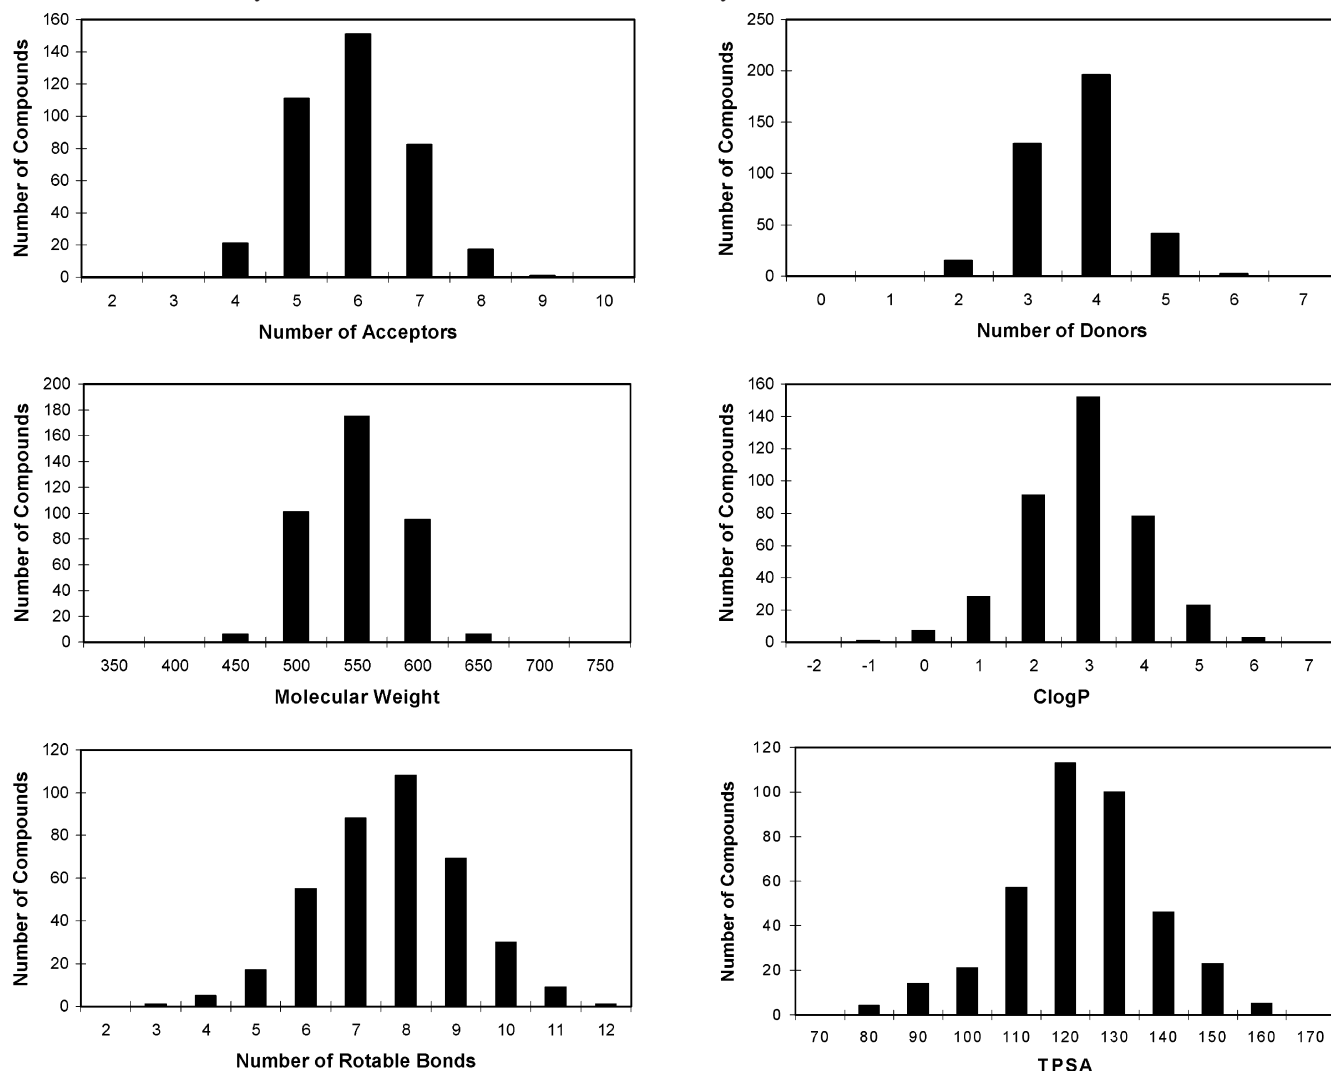 160
140
120
100
80
60
40
20
0
Number of Compounds
2 3 4 5 6 7 8 9 10
Number of Acceptors
250
200
150
100
50
0
Number of Compounds
0 1 2 3 4 5 6 7
Number of Donors
200
180
160
140
120
100
80
60
40
20
0
Number of Compounds
350 400 450 500 550 600 650 700 750
Molecular Weight
160
140
120
100
80
60
40
20
0
Number of Compounds
-2 -1 0 1 2 3 4 5 6 7
ClogP
120
100
80
60
40
20
0
Number of Compounds
2 3 4 5 6 7 8 9 10 11 12
Number of Rotable Bonds
120
100
80
60
40
20
0
Number of Compounds
70 80 90 100 110 120 130 140 150 160 170
TPSA